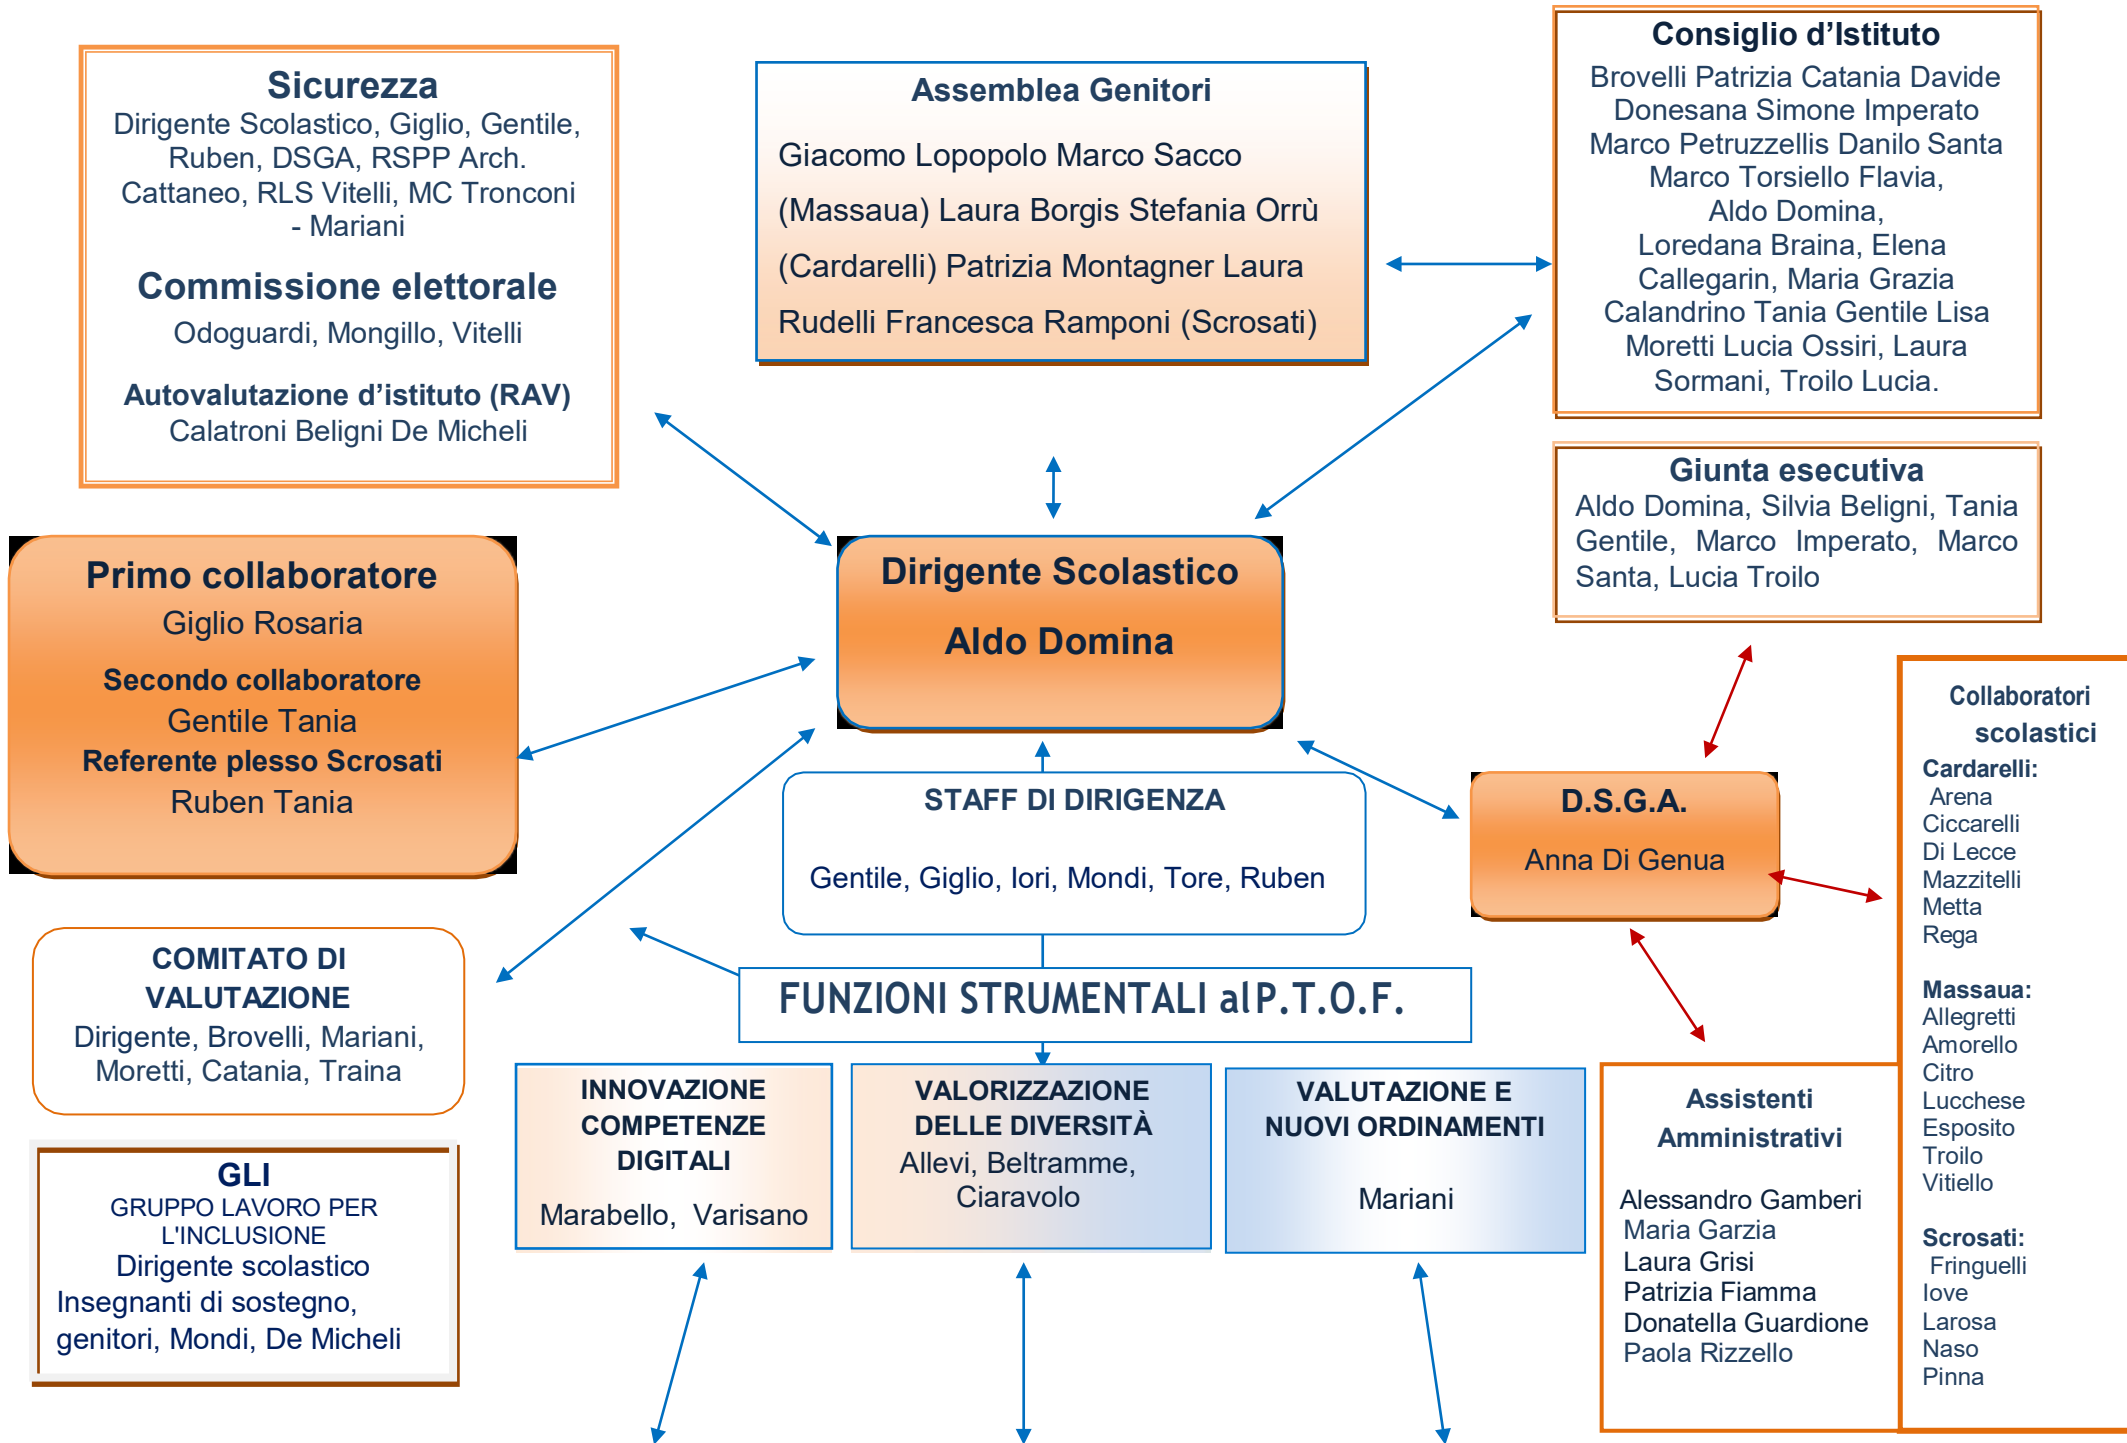 Sicurezza
Dirigente Scolastico, Giglio, Gentile,
Ruben, DSGA, RSPP Arch.
Cattaneo, RLS Vitelli, MC Tronconi
- Mariani
Commissione elettorale
Odoguardi, Mongillo, Vitelli
Autovalutazione d’istituto (RAV)
Calatroni Beligni De Micheli
Assemblea Genitori
Giacomo Lopopolo Marco Sacco
(Massaua) Laura Borgis Stefania Orrù
(Cardarelli) Patrizia Montagner Laura
Rudelli Francesca Ramponi (Scrosati)
Consiglio d’Istituto
Brovelli Patrizia Catania Davide
Donesana Simone Imperato
Marco Petruzzellis Danilo Santa
Marco Torsiello Flavia,
Aldo Domina,
Loredana Braina, Elena
Callegarin, Maria Grazia
Calandrino Tania Gentile Lisa
Moretti Lucia Ossiri, Laura
Sormani, Troilo Lucia.
Giunta esecutiva
Aldo Domina, Silvia Beligni, Tania
Gentile, Marco Imperato, Marco
Santa, Lucia Troilo
Primo collaboratore
Giglio Rosaria
Secondo collaboratore
Gentile Tania
Referente plesso Scrosati
Ruben Tania
Dirigente Scolastico
Aldo Domina
STAFF DI DIRIGENZA
Gentile, Giglio, Iori, Mondi, Tore, Ruben
D.S.G.A.
Anna Di Genua
Collaboratori
scolastici
Cardarelli:
Arena
Ciccarelli
Di Lecce
Mazzitelli
Metta
Rega
Massaua:
Allegretti
Amorello
Citro
Lucchese
Esposito
Troilo
Vitiello
Scrosati:
Fringuelli
Iove
Larosa
Naso
Pinna
COMITATO DI
VALUTAZIONE
Dirigente, Brovelli, Mariani,
Moretti, Catania, Traina
FUNZIONI STRUMENTALI al P.T.O.F.
INNOVAZIONE
COMPETENZE
DIGITALI
Marabello, Varisano
VALORIZZAZIONE
DELLE DIVERSITÀ
Allevi, Beltramme,
Ciaravolo
VALUTAZIONE E
NUOVI ORDINAMENTI
Mariani
Assistenti
Amministrativi
Alessandro Gamberi
Maria Garzia
Laura Grisi
Patrizia Fiamma
Donatella Guardione
Paola Rizzello
GLI
GRUPPO LAVORO PER
L'INCLUSIONE
Dirigente scolastico
Insegnanti di sostegno,
genitori, Mondi, De Micheli